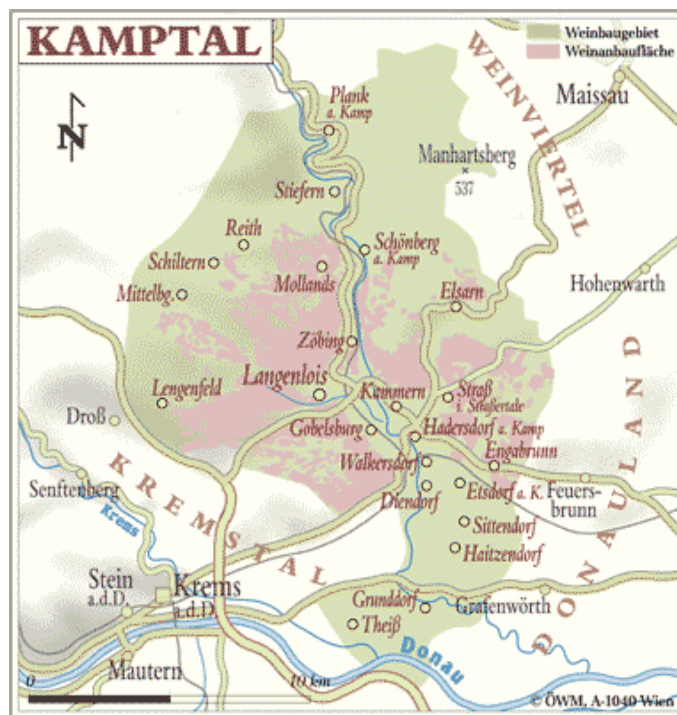 KAMPTAL
Weinbaugebiet
Weinanbaufläche
N
WEINVIERTEL
Maissau
Plank
a. Kamp
Manhartsberg
537
Stiefern
Reith
Schönberg
a. Kamp
Schiltern
Mollands
Hohenwarth
Mittelbg.
Elsarn
Zöbing
Langenlois
Lengenfeld
Kammern
Straß
i. Straßertale
Droß
Gobelsburg
Hadersdorf a. Kamp
Walkersdorf
Engabrunn
Senftenberg
Diendorf
Etsdorf a. K.
Feuers-
brunn
Krems
KREMSTAL
Sittendorf
Haitzendorf
DONAULAND
Stein
a.d.D.
Krems
a.d.D.
Grunddorf
Grafenwörth
Theiß
Mautern
Donau
0
10 km
© ÖWM, A-1040 Wien